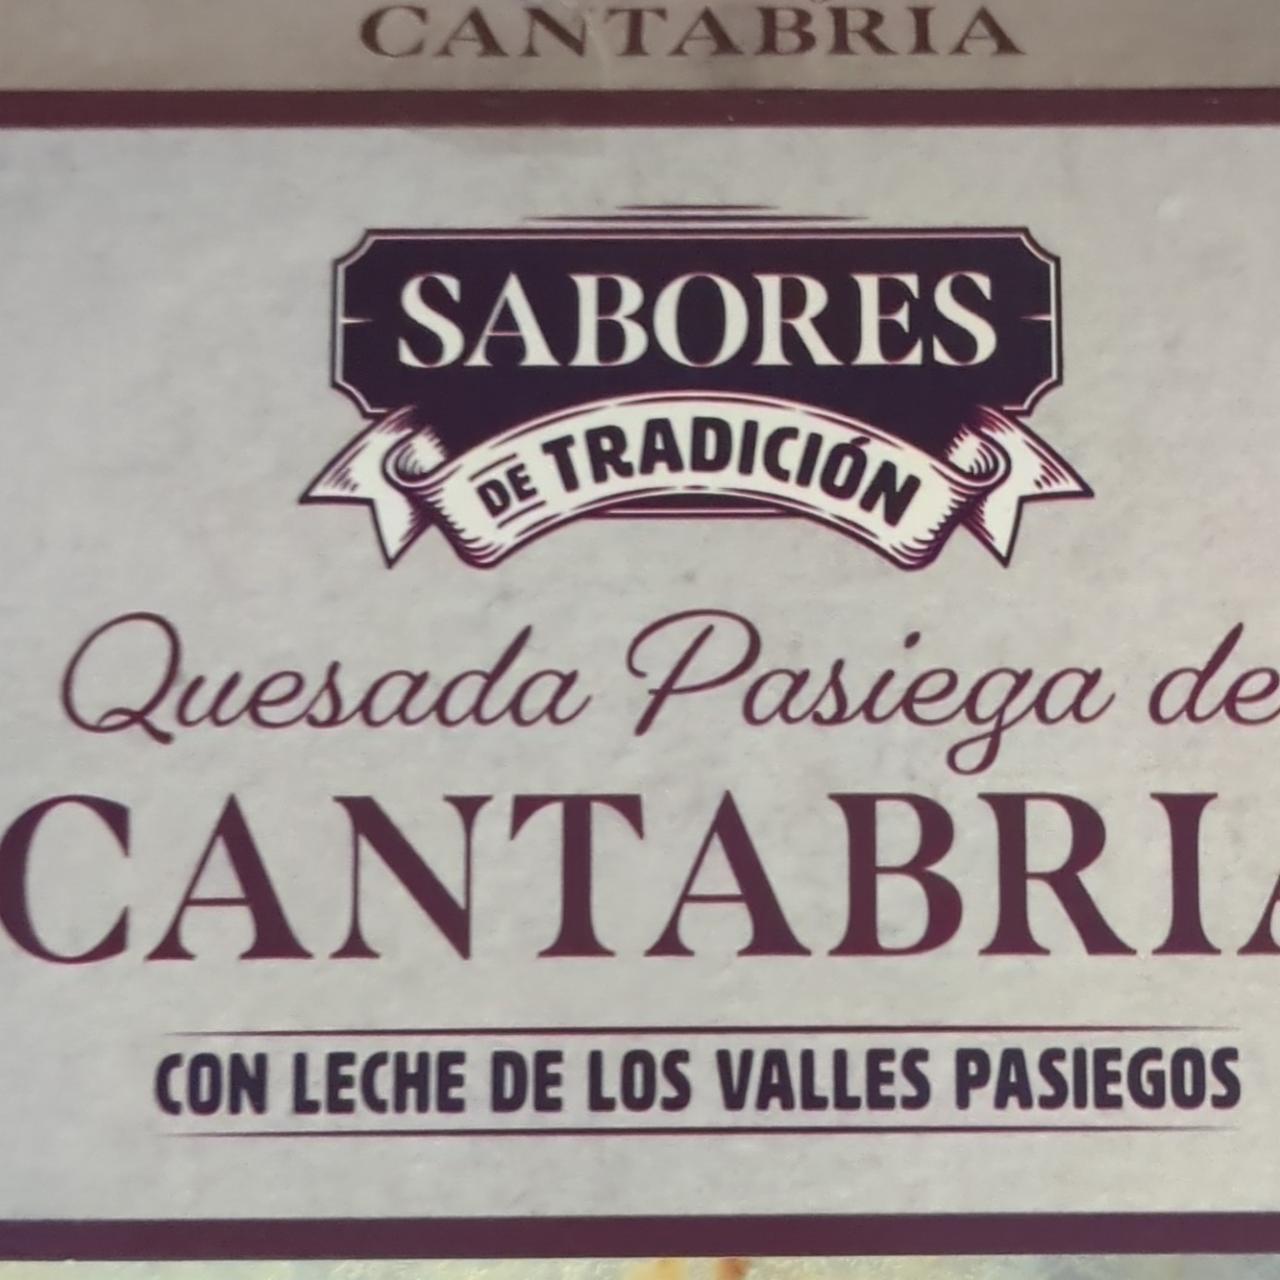 CANTABRIA
SABORES
DE TRADICIÓN
Quesada Pasiega de
CANTABRIA
CON LECHE DE LOS VALLES PASIEGOS